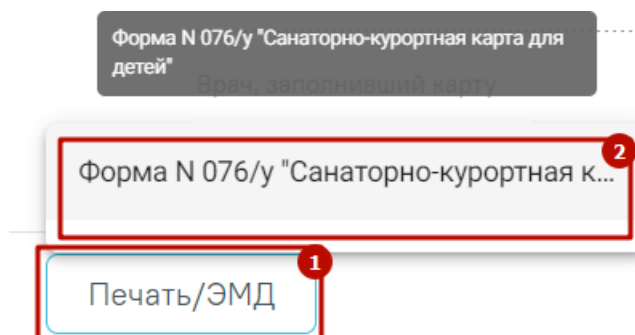 Форма N 076/у "Санаторно-курортная карта для
детей"
Врач, заполнивший карту
2
Форма N 076/у "Санаторно-курортная к...
1
Печать/ЭМД